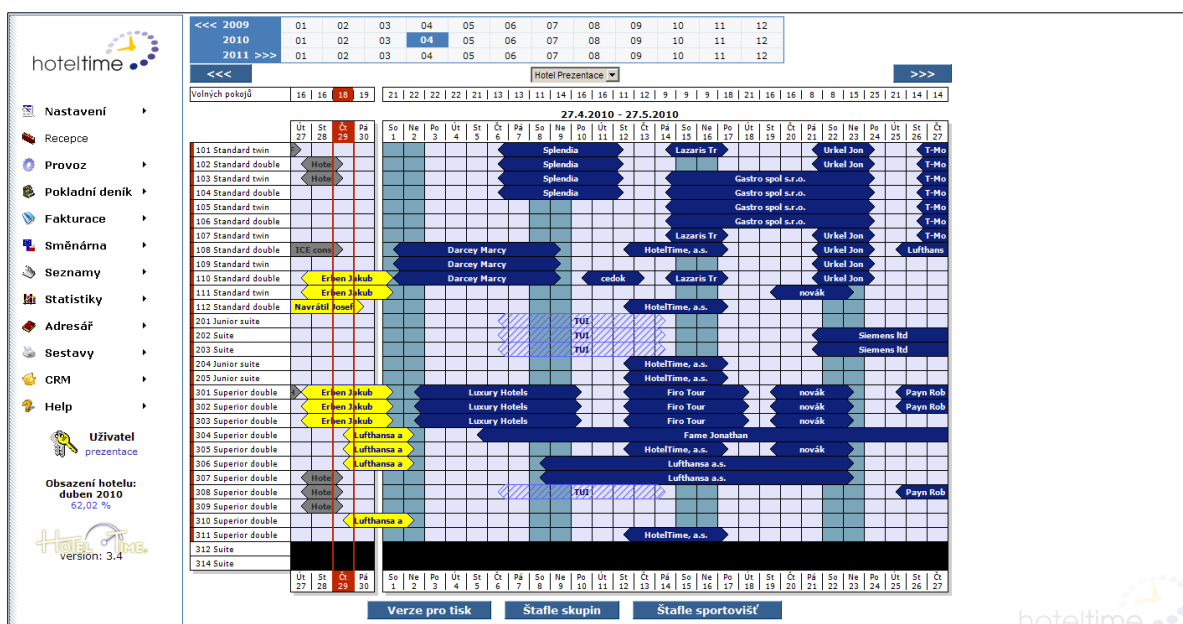 <<< 2009 01 02 03 04 05 06 07 08 09 10 11 12
2010 01 02 03 04 05 06 07 08 09 10 11 12
2011 >>> 01 02 03 04 05 06 07 08 09 10 11 12
<<< Hotel Prezentace >>>
hoteltime
Volných pokojů 16 16 18 19 21 22 22 22 21 13 13 11 14 16 16 11 12 9 9 9 18 21 16 16 8 8 15 25 21 14 14
27.4.2010 - 27.5.2010
Út St Čt Pá So Ne Po Út St Čt Pá So Ne Po Út St Čt Pá So Ne Po Út St Čt Pá So Ne Po Út St Čt
27 28 29 30 1 2 3 4 5 6 7 8 9 10 11 12 13 14 15 16 17 18 19 20 21 22 23 24 25 26 27
Nastavení
Recepce
Provoz
Pokladní deník
Fakturace
Směnárna
Seznamy
Statistiky
Adresář
Sestavy
CRM
Help
Uživatel
prezentace
Obsazení hotelu:
duben 2010
62,02 %
HOTEL TIME.
version: 3.4
101 Standard twin Splendia Lazaris Tr Urkel Jon T-Mo
102 Standard double Hote Splendia Urkel Jon T-Mo
103 Standard twin Hote Splendia Gastro spol s.r.o. T-Mo
104 Standard double Splendia Gastro spol s.r.o. T-Mo
105 Standard twin Gastro spol s.r.o. T-Mo
106 Standard double Gastro spol s.r.o. T-Mo
107 Standard twin Lazaris Tr Urkel Jon T-Mo
108 Standard double ICE cons Darcey Marcy HotelTime, a.s. Urkel Jon Lufthans
109 Standard twin Darcey Marcy Urkel Jon
110 Standard double Erben Jakub Darcey Marcy cedok Lazaris Tr Urkel Jon
111 Standard twin Erben Jakub novák
112 Standard double Navrátil Josef HotelTime, a.s.
201 Junior suite TUI
202 Suite TUI Siemens ltd
203 Suite TUI Siemens ltd
204 Junior suite HotelTime, a.s.
205 Junior suite HotelTime, a.s.
301 Superior double Erben Jakub Luxury Hotels Firo Tour novák Payn Rob
302 Superior double Erben Jakub Luxury Hotels Firo Tour novák Payn Rob
303 Superior double Erben Jakub Luxury Hotels Firo Tour novák
304 Superior double Lufthansa a Fame Jonathan
305 Superior double Lufthansa a HotelTime, a.s. novák
306 Superior double Lufthansa a Lufthansa a.s.
307 Superior double Hote Lufthansa a.s.
308 Superior double Hote TUI Payn Rob
309 Superior double Hote
310 Superior double Lufthansa a
311 Superior double HotelTime, a.s.
312 Suite
314 Suite
Út St Čt Pá So Ne Po Út St Čt Pá So Ne Po Út St Čt Pá So Ne Po Út St Čt Pá So Ne Po Út St Čt
27 28 29 30 1 2 3 4 5 6 7 8 9 10 11 12 13 14 15 16 17 18 19 20 21 22 23 24 25 26 27
Verze pro tisk Štafle skupin Štafle sportovišť
hoteltime